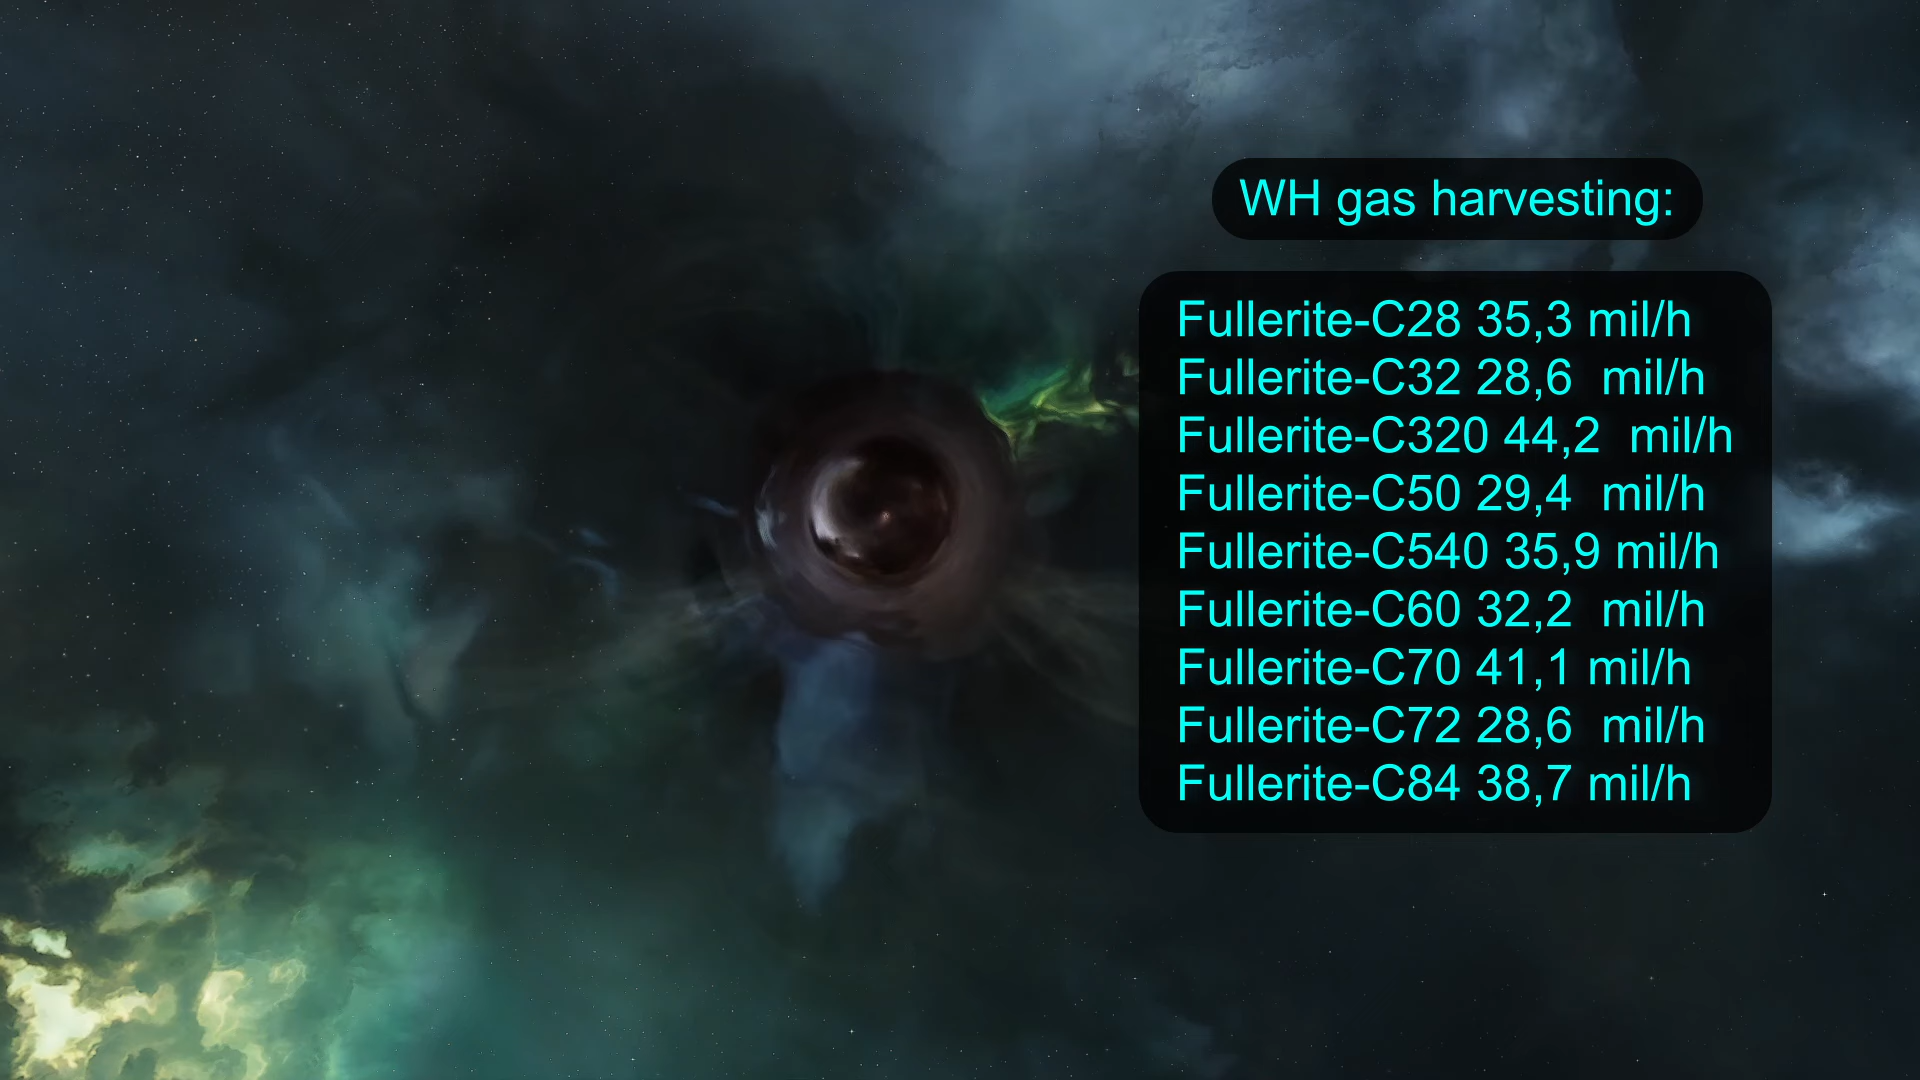 WH gas harvesting:
Fullerite-C28 35,3 mil/h
Fullerite-C32 28,6 mil/h
Fullerite-C320 44,2 mil/h
Fullerite-C50 29,4 mil/h
Fullerite-C540 35,9 mil/h
Fullerite-C60 32,2 mil/h
Fullerite-C70 41,1 mil/h
Fullerite-C72 28,6 mil/h
Fullerite-C84 38,7 mil/h